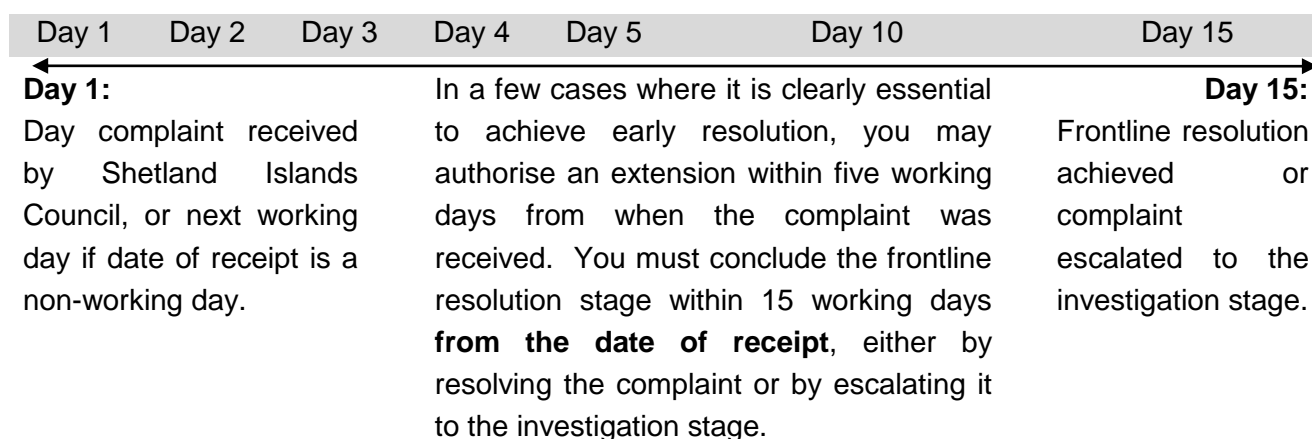 Day 1 Day 2 Day 3 Day 4 Day 5 Day 10 Day 15
Day 1:
Day complaint received
by Shetland Islands
Council, or next working
day if date of receipt is a
non-working day.
In a few cases where it is clearly essential
to achieve early resolution, you may
authorise an extension within five working
days from when the complaint was
received. You must conclude the frontline
resolution stage within 15 working days
from the date of receipt, either by
resolving the complaint or by escalating it
to the investigation stage.
Day 15:
Frontline resolution
achieved or
complaint
escalated to the
investigation stage.